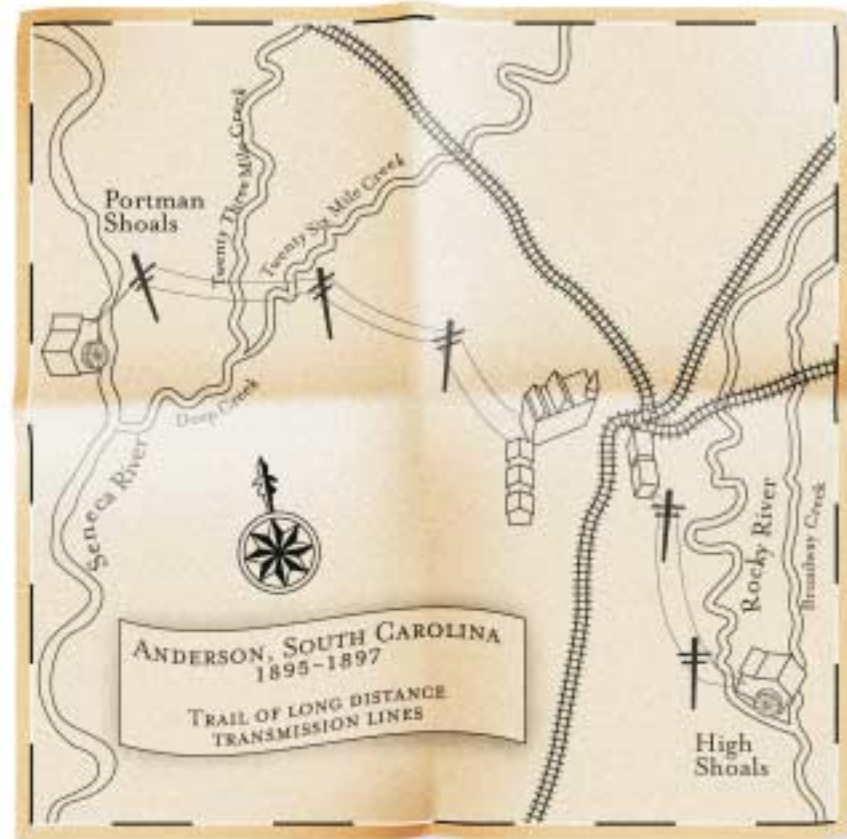 Portman
Shoals
Twenty Three Mile Creek
Twenty Six Mile Creek
Deep Creek
Seneca River
Rocky River
Broadway Creek
High
Shoals
ANDERSON, SOUTH CAROLINA
1895–1897
TRAIL OF LONG DISTANCE
TRANSMISSION LINES